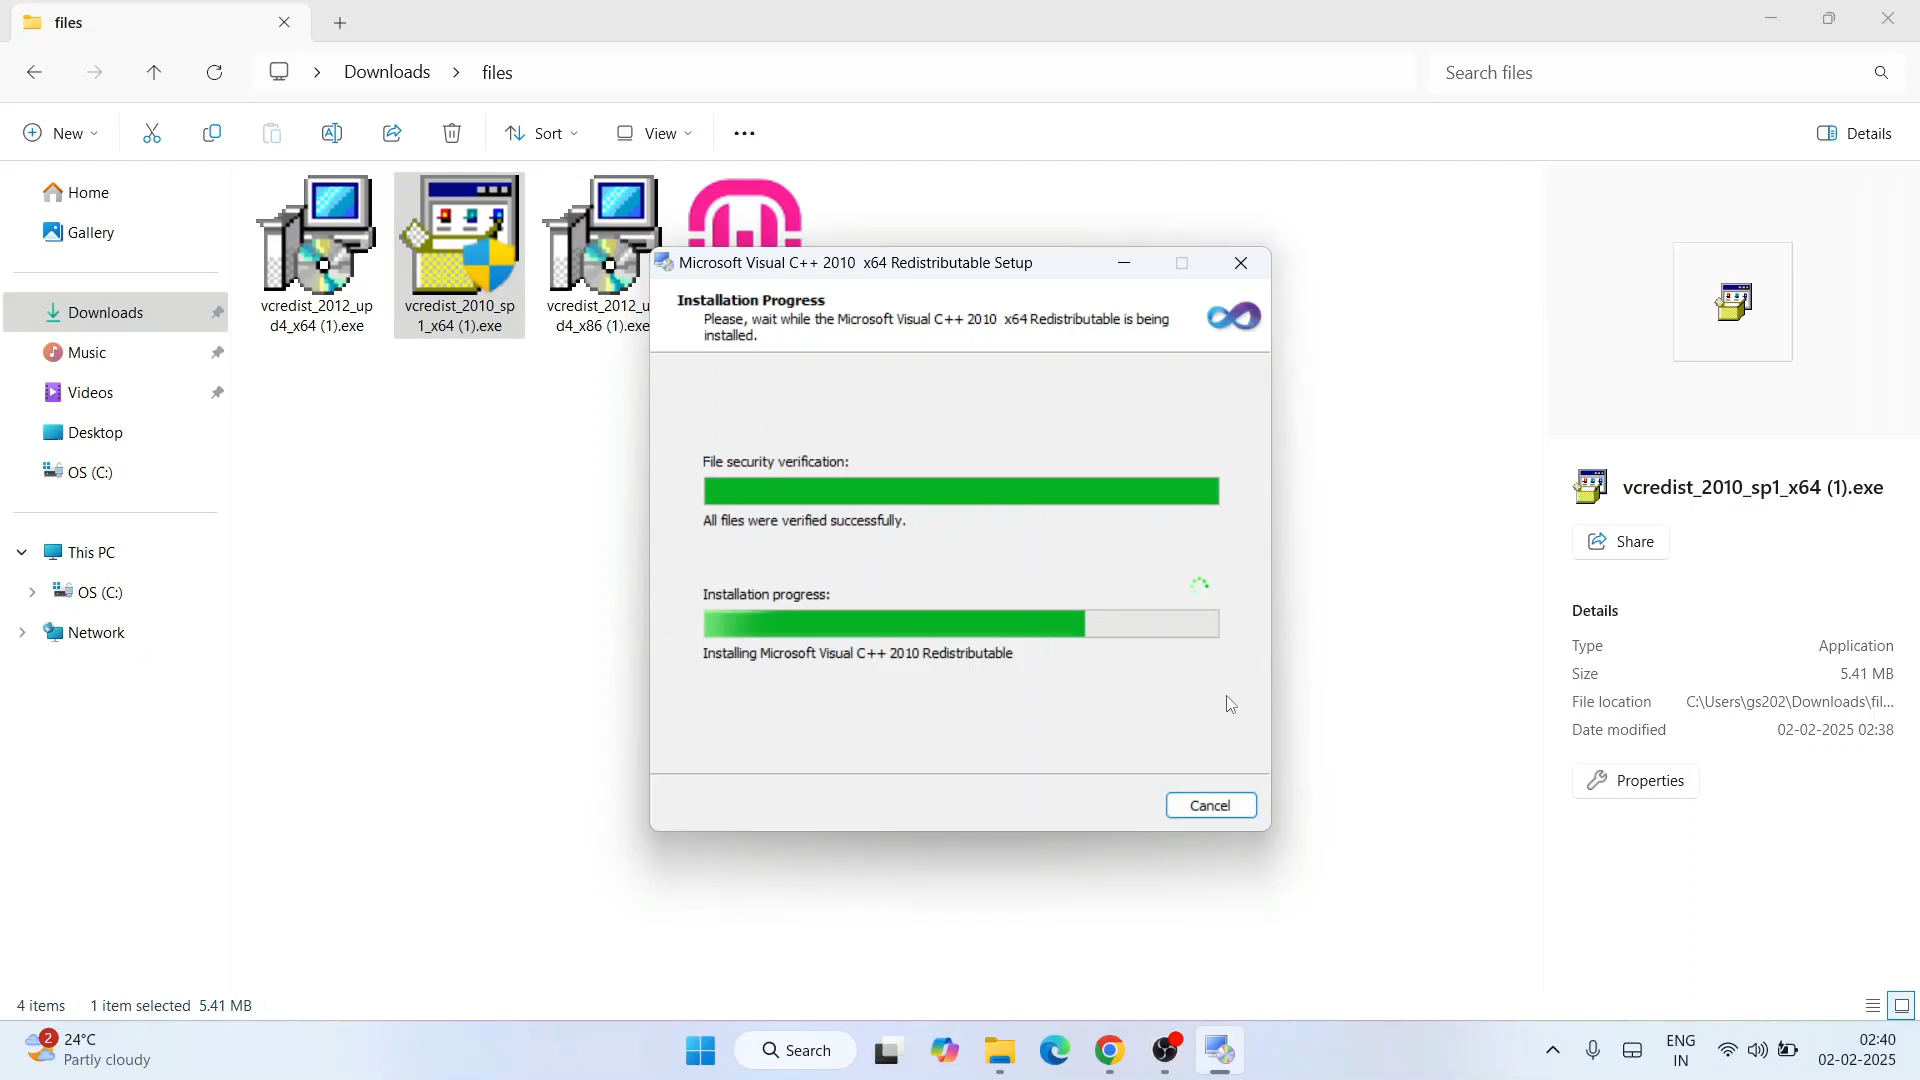 files
Downloads
files
Search files
New
Sort
View
Details
Home
Gallery
Downloads
Music
Videos
Desktop
OS (C:)
This PC
OS (C:)
Network
vcredist_2012_up
d4_x64 (1).exe
vcredist_2010_sp
1_x64 (1).exe
vcredist_2012_u
d4_x86 (1).exe
Microsoft Visual C++ 2010  x64 Redistributable Setup
Installation Progress
Please, wait while the Microsoft Visual C++ 2010  x64 Redistributable is being
installed.
File security verification:
All files were verified successfully.
Installation progress:
Installing Microsoft Visual C++ 2010 Redistributable
Cancel
vcredist_2010_sp1_x64 (1).exe
Share
Details
Type Application
Size 5.41 MB
File location C:\Users\gs202\Downloads\fil...
Date modified 02-02-2025 02:38
Properties
4 items 1 item selected 5.41 MB
2
24°C
Partly cloudy
Search
ENG
IN
02:40
02-02-2025